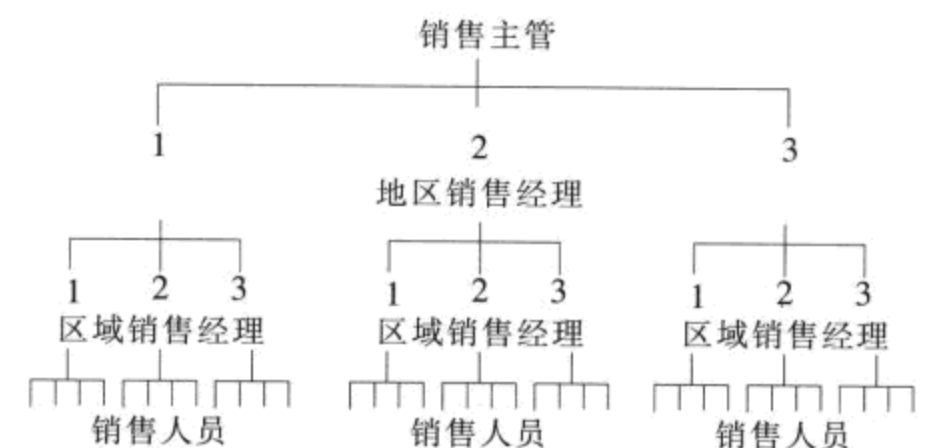 销售主管
1 2 3
地区销售经理
1 2 3 1 2 3 1 2 3
区域销售经理 区域销售经理 区域销售经理
销售人员 销售人员 销售人员